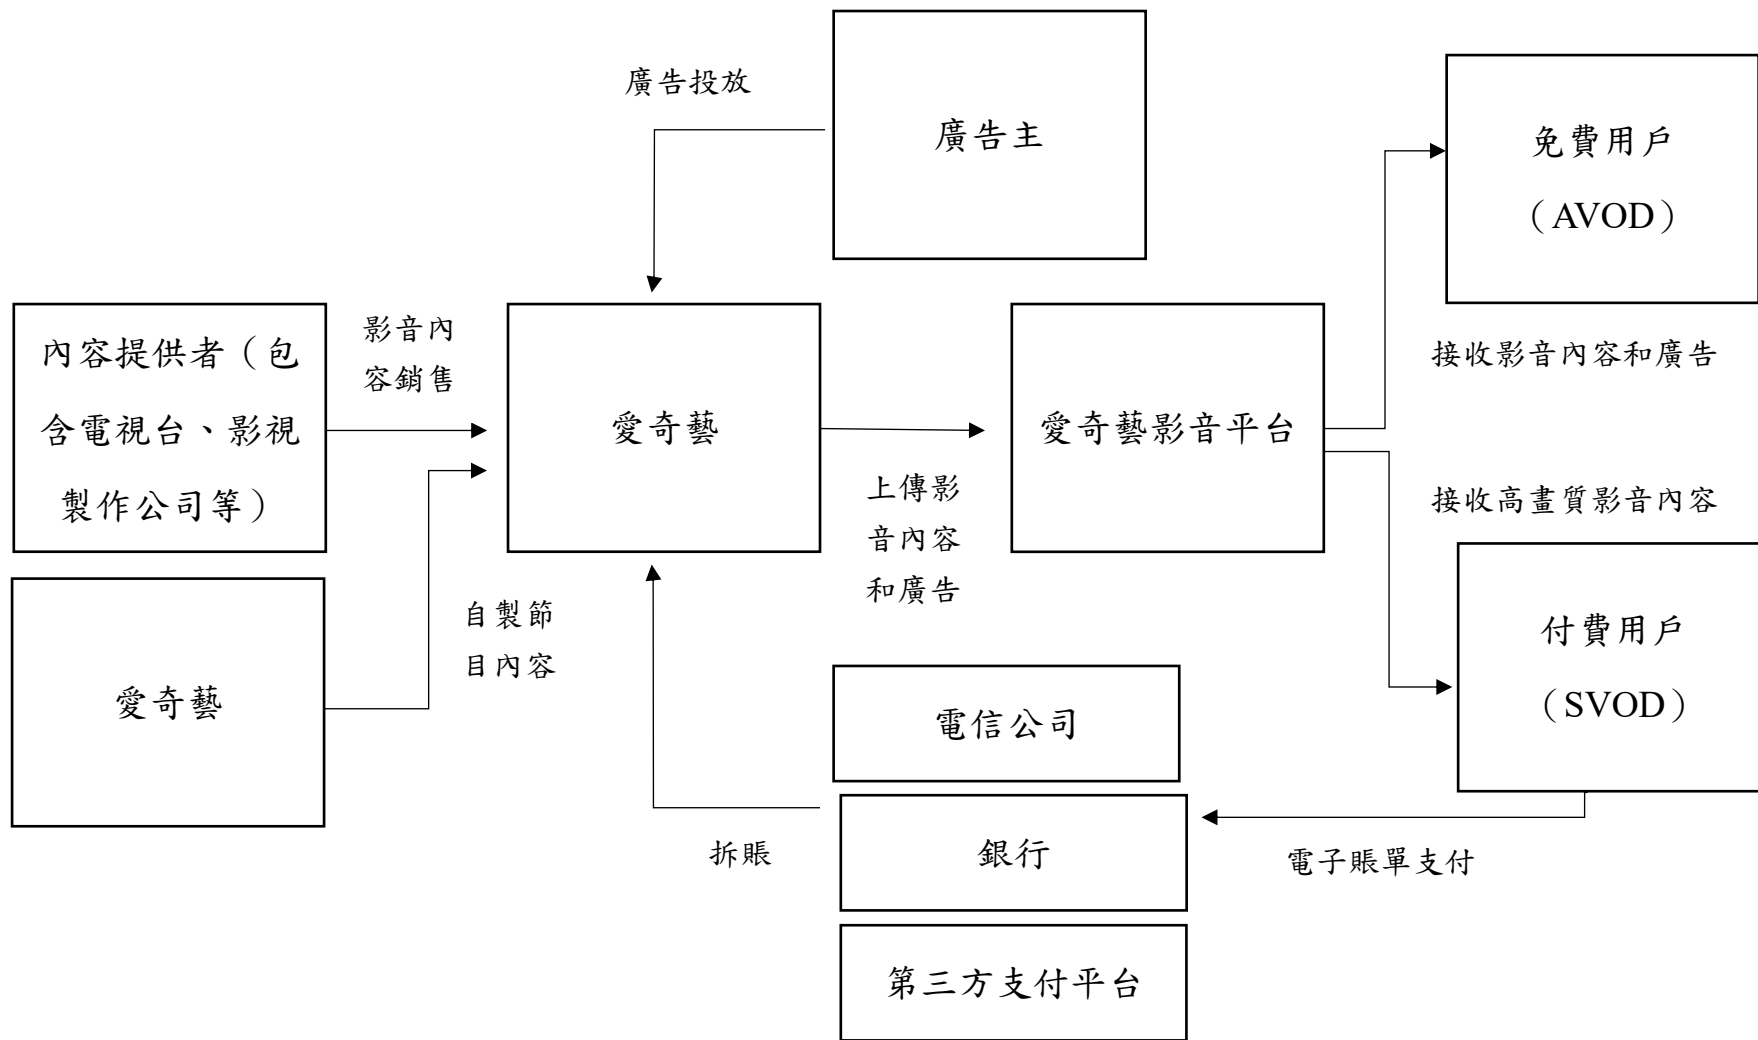 廣告投放
廣告主
免費用戶
（AVOD）
內容提供者（包
含電視台、影視
製作公司等）
影音內
容銷售
愛奇藝
愛奇藝影音平台
接收影音內容和廣告
上傳影
音內容
和廣告
接收高畫質影音內容
愛奇藝
自製節
目內容
付費用戶
（SVOD）
電信公司
銀行
第三方支付平台
拆賬
電子賬單支付